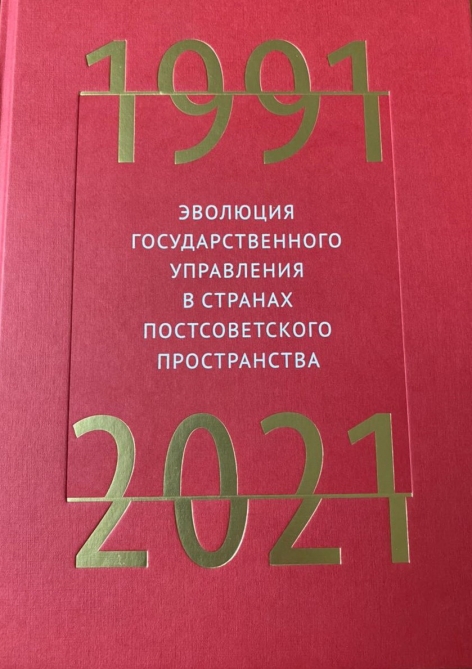 1991
ЭВОЛЮЦИЯ
ГОСУДАРСТВЕННОГО
УПРАВЛЕНИЯ
В СТРАНАХ
ПОСТСОВЕТСКОГО
ПРОСТРАНСТВА
2021